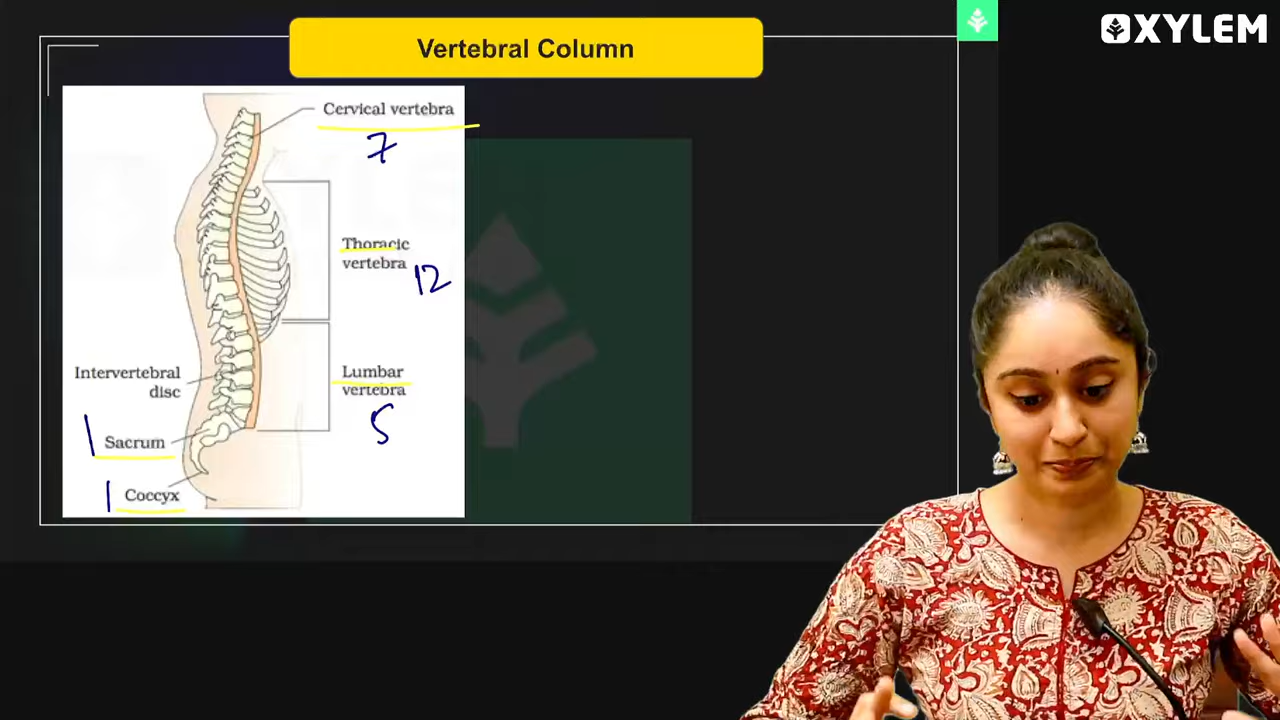 Vertebral Column
XYLEM
Cervical vertebra
7
Thoracic
vertebra
12
Intervertebral
disc
Lumbar
vertebra
5
1 Sacrum
1 Coccyx